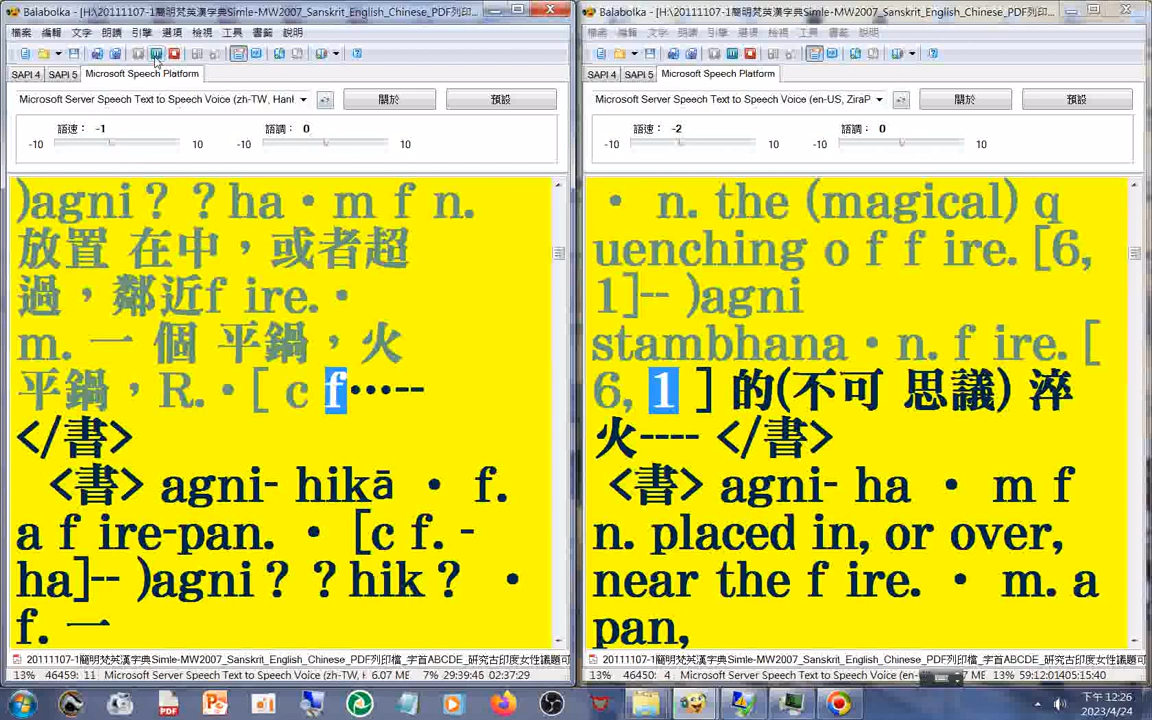 Balabolka - [H:\20111107-1簡明梵英漢字典Simle-MW2007_Sanskrit_English_Chinese_PDF列印...
檔案 編輯 文字 朗讀 引擎 選項 檢視 工具 書籤 說明
SAPI 4 SAPI 5 Microsoft Speech Platform
Microsoft Server Speech Text to Speech Voice (zh-TW, HanH
關於 預設
語速： -1 語調： 0
-10 10 -10 10
)agni？？ha‧m f n.
放置 在中，或者超
過，鄰近f ire.‧
m. 一 個 平鍋，火
平鍋，R.‧[ c f…--
</書>
<書> agni- hikā ‧ f.
a f ire-pan. ‧ [c f. -
ha]-- )agni？？hik？ ‧
f. 一
20111107-1簡明梵英漢字典Simle-MW2007_Sanskrit_English_Chinese_PDF列印檔_字首ABCDE_研究古印度女性議題可
13% 46459: 11 Microsoft Server Speech Text to Speech Voice (zh-TW, 6.07 ME 7% 29:39:45 02:37:29
Balabolka - [H:\20111107-1簡明梵英漢字典Simle-MW2007_Sanskrit_English_Chinese_PDF列印...
檔案 編輯 文字 朗讀 引擎 選項 檢視 工具 書籤 說明
SAPI 4 SAPI 5 Microsoft Speech Platform
Microsoft Server Speech Text to Speech Voice (en-US, ZiraP
關於 預設
語速： -2 語調： 0
-10 10 -10 10
‧ n. the (magical) q
uenching o f f ire. [6,
1]-- )agni
stambhana‧n. f ire. [
6, 1 ] 的(不可 思議) 淬
火---- </書>
<書> agni- ha ‧ m f
n. placed in, or over,
near the f ire. ‧ m. a
pan,
20111107-1簡明梵英漢字典Simle-MW2007_Sanskrit_English_Chinese_PDF列印檔_字首ABCDE_研究古印度女性議題可
13% 46459: 4 Microsoft Server Speech Text to Speech Voice ME 13% 59:12:01 405:15:40
下午 12:26
2023/4/24